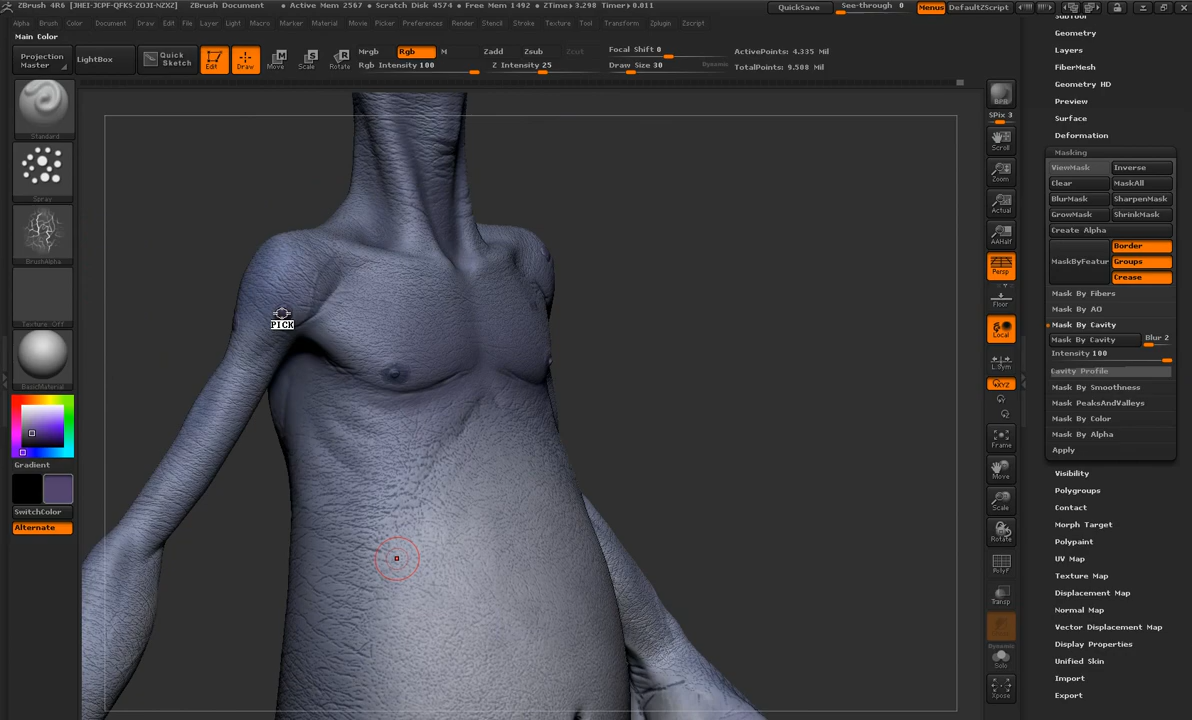 ZBrush 4R6 [JHEI-JCPF-QFKS-ZOJI-NZXZ] ZBrush Document • Active Mem 2567 • Scratch Disk 4574 • Free Mem 1492 • ZTime▶3.298 Timer▶0.011 QuickSave See-through 0 Menus DefaultZScript
Alpha Brush Color Document Draw Edit File Layer Light Macro Marker Material Movie Picker Preferences Render Stencil Stroke Texture Tool Transform Zplugin Zscript
Main Color
Projection Master
LightBox
Quick Sketch
Edit
Draw
Move
Scale
Rotate
Mrgb Rgb M
Rgb Intensity 100
Zadd Zsub Zcut
Z Intensity 25
Focal Shift 0
Draw Size 30
Dynamic
ActivePoints: 4.335 Mil
TotalPoints: 9.508 Mil
Standard
Spray
BrushAlpha
Texture Off
BasicMaterial
Gradient
SwitchColor
Alternate
PICK
BPR
SPix 3
Scroll
Zoom
Actual
AAHalf
Persp
Floor
Local
L.Sym
XYZ
Frame
Move
Scale
Rotate
PolyF
Transp
Dynamic
Solo
Xpose
SubTool
Geometry
Layers
FiberMesh
Geometry HD
Preview
Surface
Deformation
Masking
ViewMask Inverse
Clear MaskAll
BlurMask SharpenMask
GrowMask ShrinkMask
Create Alpha
MaskByFeatur
Border
Groups
Crease
Mask By Fibers
Mask By AO
Mask By Cavity
Mask By Cavity Blur 2
Intensity 100
Cavity Profile
Mask By Smoothness
Mask PeaksAndValleys
Mask By Color
Mask By Alpha
Apply
Visibility
Polygroups
Contact
Morph Target
Polypaint
UV Map
Texture Map
Displacement Map
Normal Map
Vector Displacement Map
Display Properties
Unified Skin
Import
Export